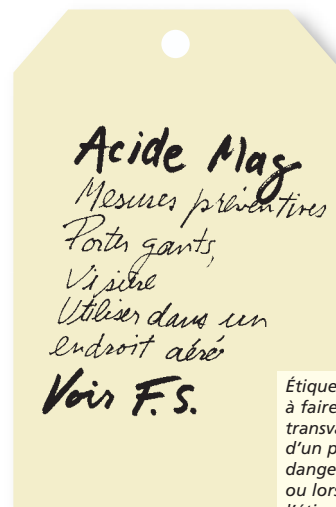 Acide Mag
Mesures préventives
Porter gants,
Visière
Utiliser dans un
endroit aéré
Voir F.S.
Étique
à faire
transva
d'un p
dange
ou lors